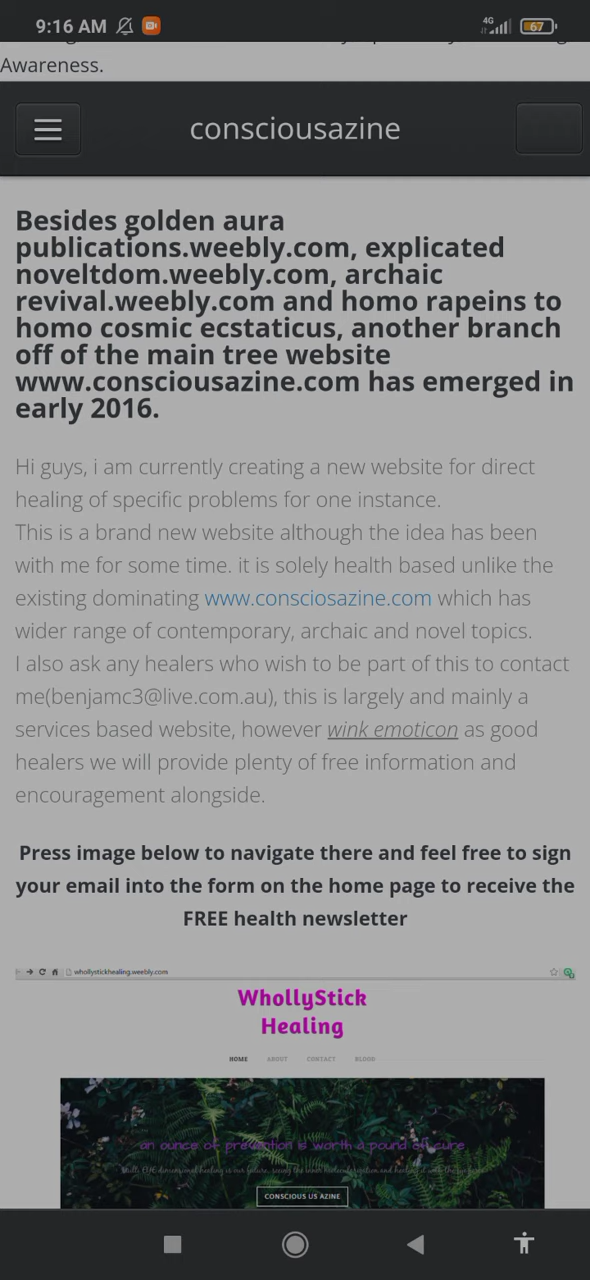 9:16 AM
4G
67
Awareness.
consciousazine
Besides golden aura
publications.weebly.com, explicated
noveltdom.weebly.com, archaic
revival.weebly.com and homo rapeins to
homo cosmic ecstaticus, another branch
off of the main tree website
www.consciousazine.com has emerged in
early 2016.
Hi guys, i am currently creating a new website for direct
healing of specific problems for one instance.
This is a brand new website although the idea has been
with me for some time. it is solely health based unlike the
existing dominating www.consciosazine.com which has
wider range of contemporary, archaic and novel topics.
I also ask any healers who wish to be part of this to contact
me(benjamc3@live.com.au), this is largely and mainly a
services based website, however wink emoticon as good
healers we will provide plenty of free information and
encouragement alongside.
Press image below to navigate there and feel free to sign
your email into the form on the home page to receive the
FREE health newsletter
whollystickhealing.weebly.com
WhollyStick
Healing
HOME ABOUT CONTACT BLOOD
an ounce of prevention is worth a pound of cure
CONSCIOUS US AZINE